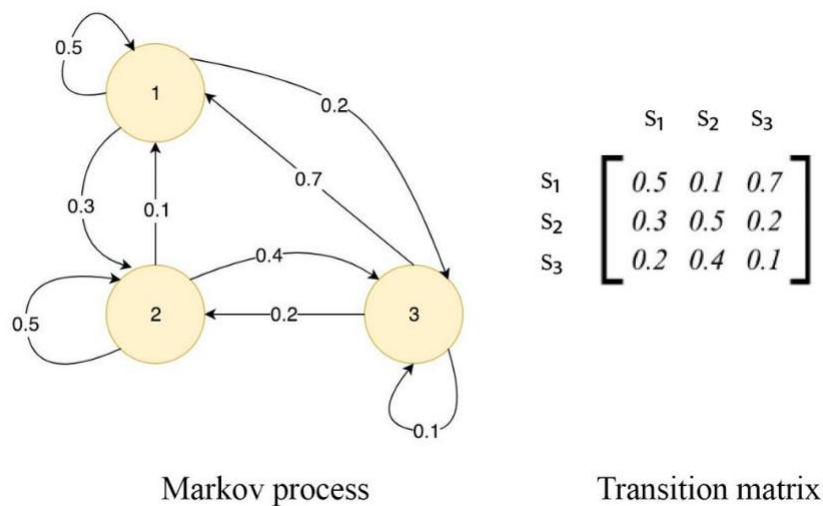 0.5
1
0.2
0.7
0.3
0.1
0.4
0.5
2
0.2
3
0.1
S1 S2 S3
S1 0.5 0.1 0.7
S2 0.3 0.5 0.2
S3 0.2 0.4 0.1
Markov process
Transition matrix